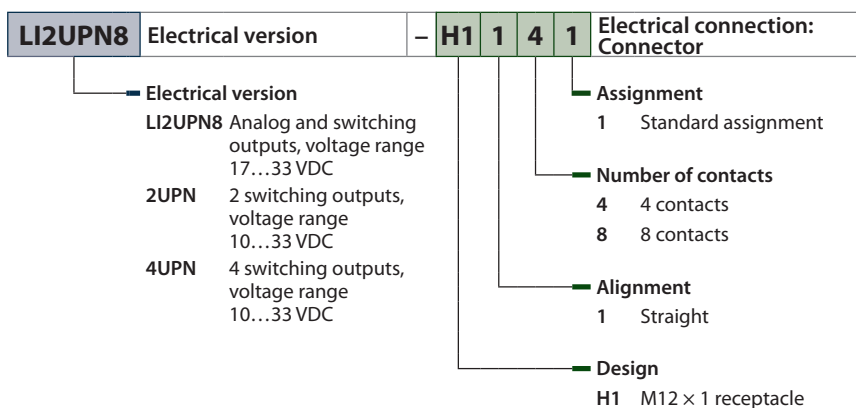 LI2UPN8 Electrical version – H1 1 4 1 Electrical connection:
Connector
Electrical version
LI2UPN8 Analog and switching
outputs, voltage range
17…33 VDC
2UPN 2 switching outputs,
voltage range
10…33 VDC
4UPN 4 switching outputs,
voltage range
10…33 VDC
Assignment
1 Standard assignment
Number of contacts
4 4 contacts
8 8 contacts
Alignment
1 Straight
Design
H1 M12 × 1 receptacle